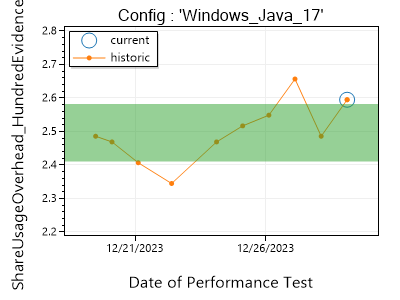 Config : 'Windows_Java_17'
ShareUsageOverhead_HundredEvidence
current
historic
2.8
2.7
2.6
2.5
2.4
2.3
2.2
12/21/2023
12/26/2023
Date of Performance Test